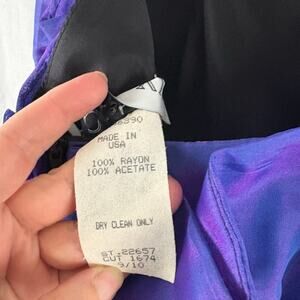 MADE IN
USA
100% RAYON
100% ACETATE
DRY CLEAN ONLY
ST. 22657
CUT 1674
9/10